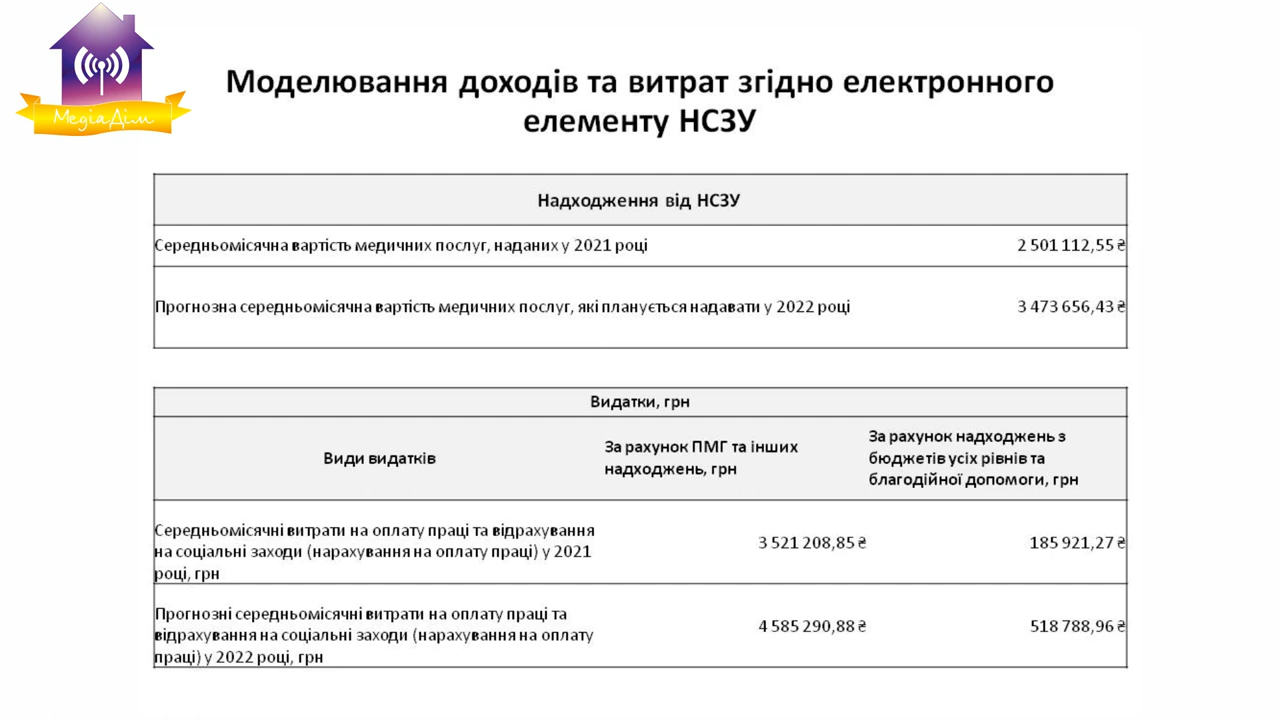 МедіаДім
Моделювання доходів та витрат згідно електронного
елементу НСЗУ
Надходження від НСЗУ
Середньомісячна вартість медичних послуг, наданих у 2021 році 2 501 112,55 ₴
Прогнозна середньомісячна вартість медичних послуг, які планується надавати у 2022 році 3 473 656,43 ₴
Видатки, грн
Види видатків
За рахунок ПМГ та інших
надходжень, грн
За рахунок надходжень з
бюджетів усіх рівнів та
благодійної допомоги, грн
Середньомісячні витрати на оплату праці та відрахування
на соціальні заходи (нарахування на оплату праці) у 2021
році, грн
3 521 208,85 ₴
185 921,27 ₴
Прогнозні середньомісячні витрати на оплату праці та
відрахування на соціальні заходи (нарахування на оплату
праці) у 2022 році, грн
4 585 290,88 ₴
518 788,96 ₴